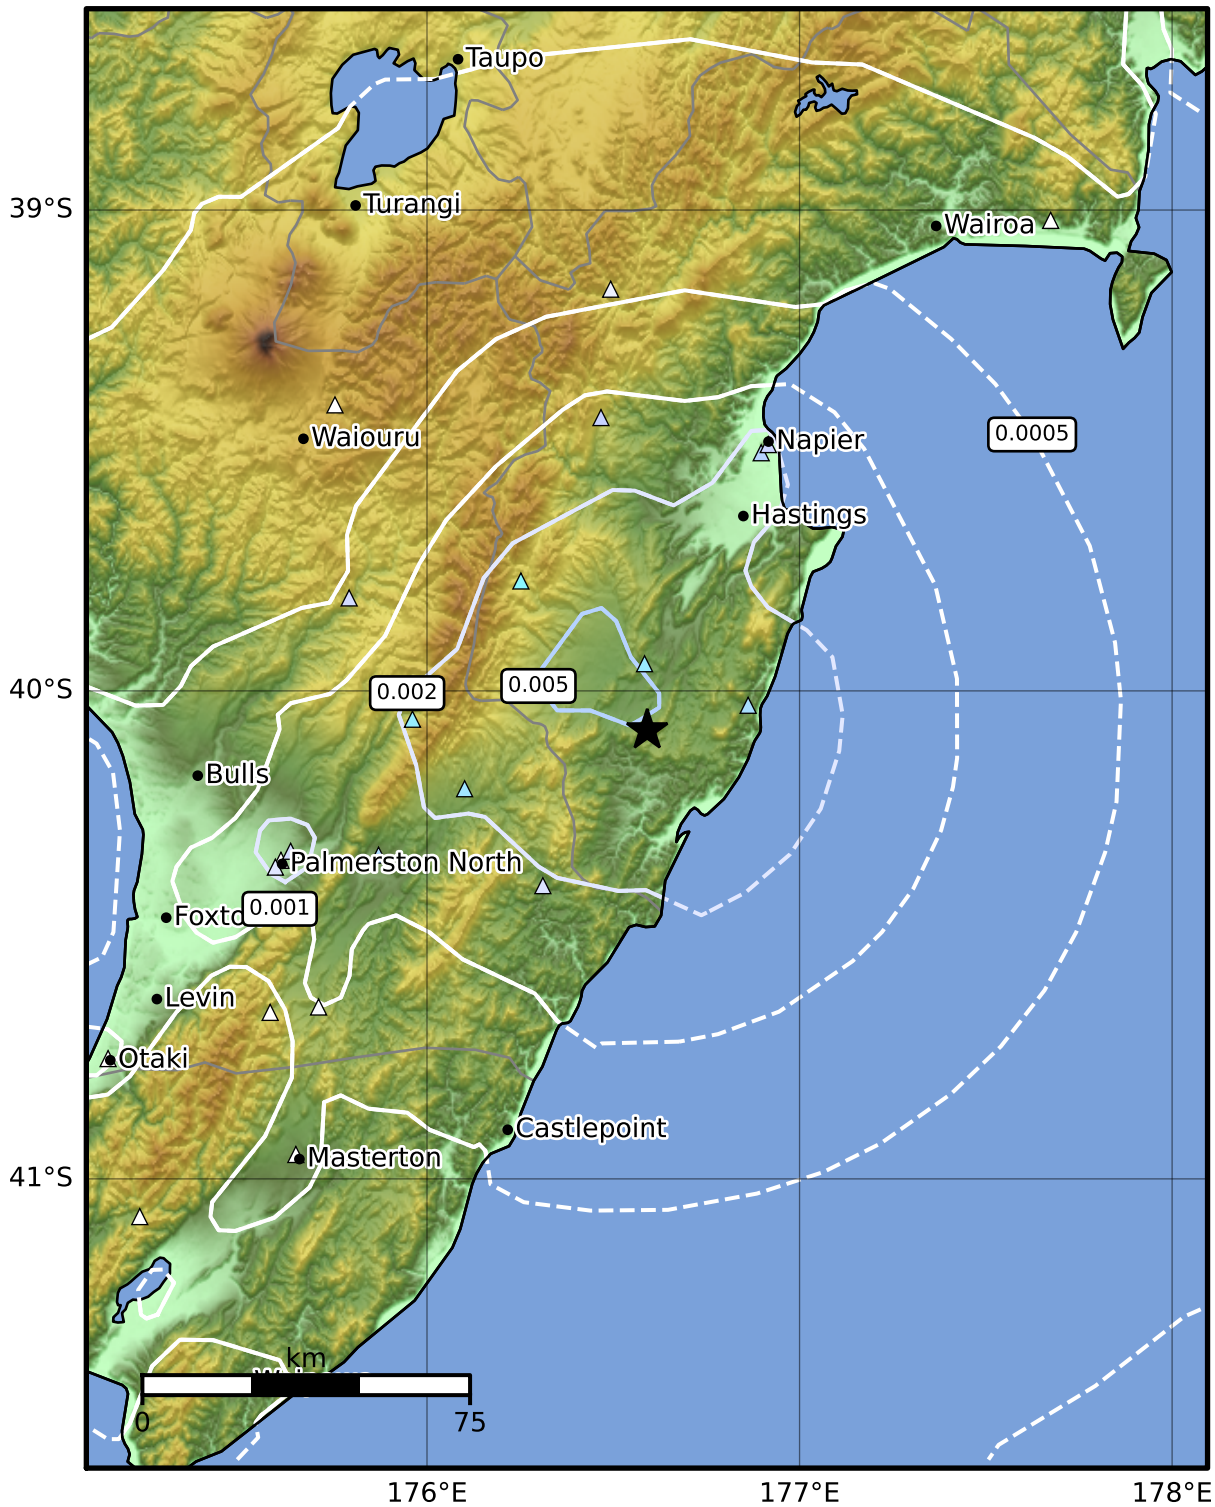 Taupo
39°S
Turangi
Wairoa
0.0005
Waiouru
Napier
Hastings
40°S
0.002
0.005
Bulls
Palmerston North
0.001
Foxto
Levin
Otaki
Castlepoint
Masterton
41°S
km
0
75
176°E
177°E
178°E